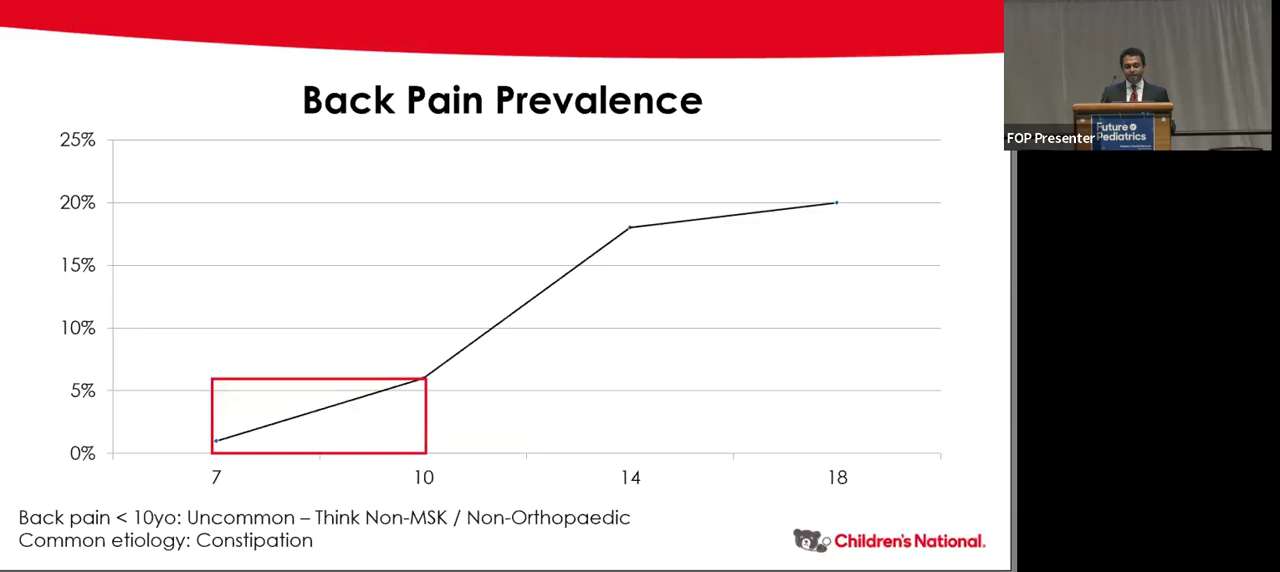 Back Pain Prevalence
25%
20%
15%
10%
5%
0%
7 10 14 18
Back pain < 10yo: Uncommon – Think Non-MSK / Non-Orthopaedic
Common etiology: Constipation
Children's National.
Future of
Pediatrics
FOP Presenter